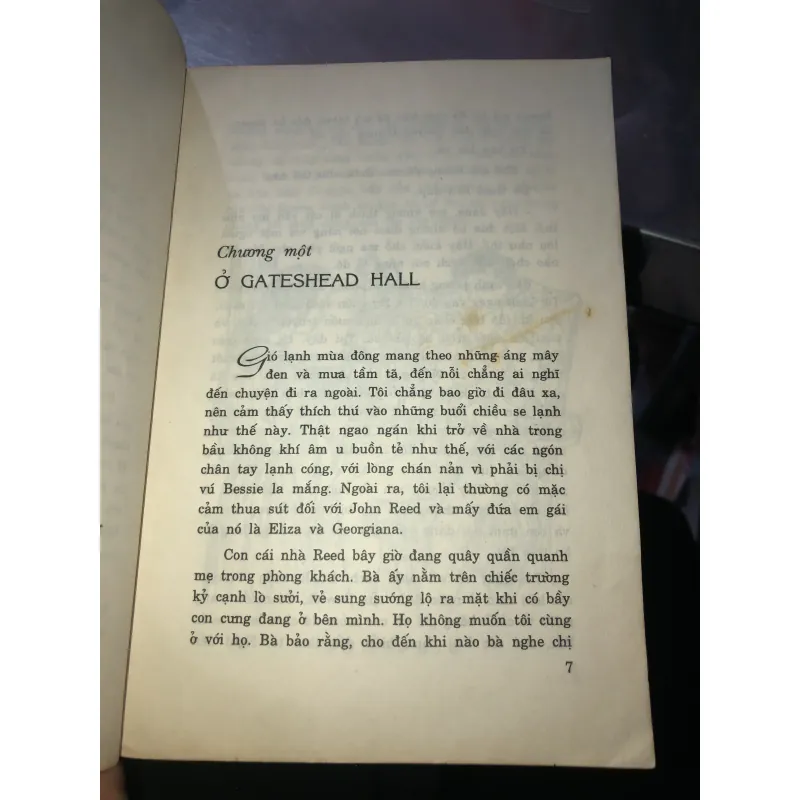 Chương một
Ở GATESHEAD HALL
Gió lạnh mùa đông mang theo những áng mây
đen và mưa tầm tã, đến nỗi chẳng ai nghĩ
đến chuyện đi ra ngoài. Tôi chẳng bao giờ đi đâu xa,
nên cảm thấy thích thú vào những buổi chiều se lạnh
như thế này. Thật ngao ngán khi trở về nhà trong
bầu không khí âm u buồn tẻ như thế, với các ngón
chân tay lạnh cóng, với lòng chán nản vì phải bị chị
vú Bessie la mắng. Ngoài ra, tôi lại thường có mặc
cảm thua sút đối với John Reed và mấy đứa em gái
của nó là Eliza và Georgiana.
Con cái nhà Reed bây giờ đang quây quần quanh
mẹ trong phòng khách. Bà ấy nằm trên chiếc trường
kỷ cạnh lò sưởi, vẻ sung sướng lộ ra mặt khi có bầy
con cưng đang ở bên mình. Họ không muốn tôi cùng
ở với họ. Bà bảo rằng, cho đến khi nào bà nghe chị
7